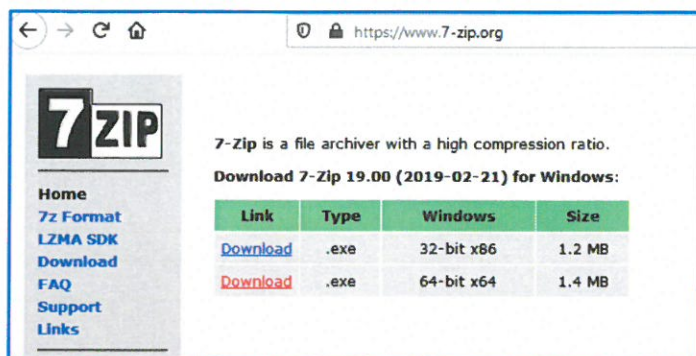 https://www.7-zip.org
7 ZIP
Home
7z Format
LZMA SDK
Download
FAQ
Support
Links
7-Zip is a file archiver with a high compression ratio.
Download 7-Zip 19.00 (2019-02-21) for Windows:
Link Type Windows Size
Download .exe 32-bit x86 1.2 MB
Download .exe 64-bit x64 1.4 MB